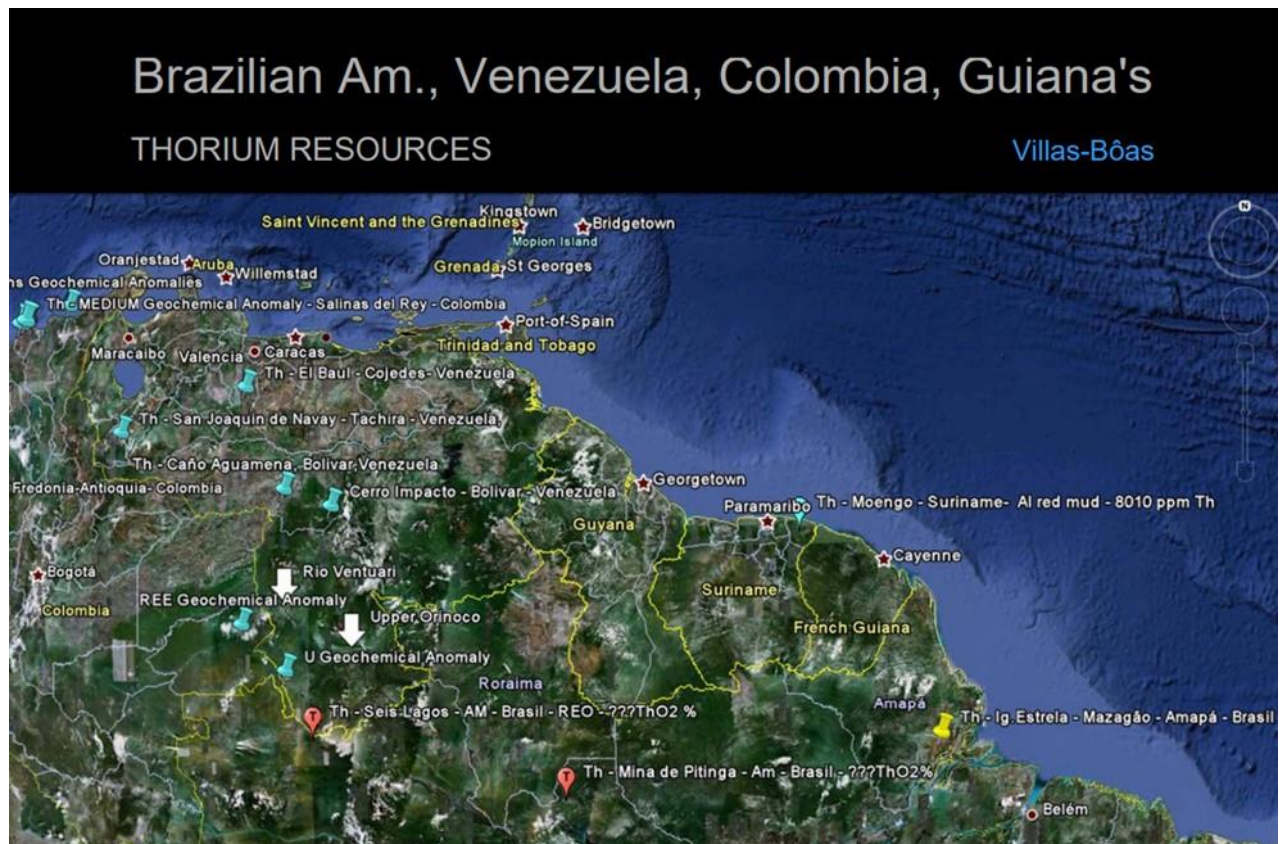 Brazilian Am., Venezuela, Colombia, Guiana's
THORIUM RESOURCES
Villas-Bôas
Kingstown
Saint Vincent and the Grenadines
Bridgetown
Mopion Island
Oranjestad
Aruba
Grenada
St Georges
Willemstad
ns Geochemical Anomalies
Th - MEDIUM Geochemical Anomaly - Salinas del Rey - Colombia
Port-of-Spain
Maracaibo
Valencia
Caracas
Trinidad and Tobago
Th - El Baul - Cojedes- Venezuela
Th - San Joaquin de Navay - Tachira - Venezuela,
Th - Caño Aguamena, Bolivar,Venezuela
Fredonia-Antioquia- Colombia
Cerro Impacto - Bolivar - Venezuela
Georgetown
Paramaribo
Th - Moengo - Suriname- Al red mud - 8010 ppm Th
Guyana
Cayenne
Bogotá
Rio Ventuari
Suriname
REE Geochemical Anomaly
Colombia
Upper Orinoco
French Guiana
U Geochemical Anomaly
Roraima
Amapá
Th - Seis Lagos - AM - Brasil - REO - ???ThO2 %
Th - Ig.Estrela - Mazagão - Amapá - Brasil
Th - Mina de Pitinga - Am - Brasil - ???ThO2%
Belém
N
T
T